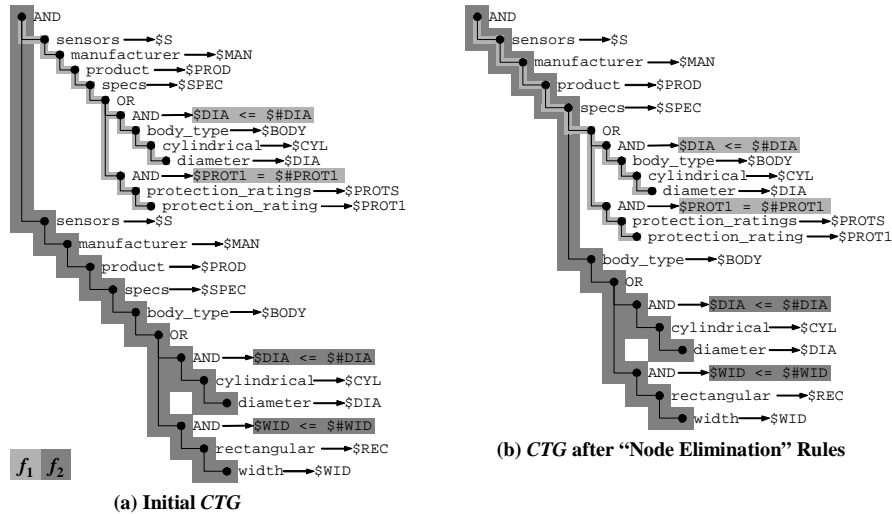 AND
sensors $S
manufacturer $MAN
product $PROD
specs $SPEC
OR
AND $DIA <= $#DIA
body_type $BODY
cylindrical $CYL
diameter $DIA
AND $PROT1 = $#PROT1
protection_ratings $PROTS
protection_rating $PROT1
sensors $S
manufacturer $MAN
product $PROD
specs $SPEC
body_type $BODY
OR
AND $DIA <= $#DIA
cylindrical $CYL
diameter $DIA
AND $WID <= $#WID
rectangular $REC
width $WID
f1 f2
(a) Initial CTG
AND
sensors $S
manufacturer $MAN
product $PROD
specs $SPEC
OR
AND $DIA <= $#DIA
body_type $BODY
cylindrical $CYL
diameter $DIA
AND $PROT1 = $#PROT1
protection_ratings $PROTS
protection_rating $PROT1
body_type $BODY
OR
AND $DIA <= $#DIA
cylindrical $CYL
diameter $DIA
AND $WID <= $#WID
rectangular $REC
width $WID
(b) CTG after “Node Elimination” Rules